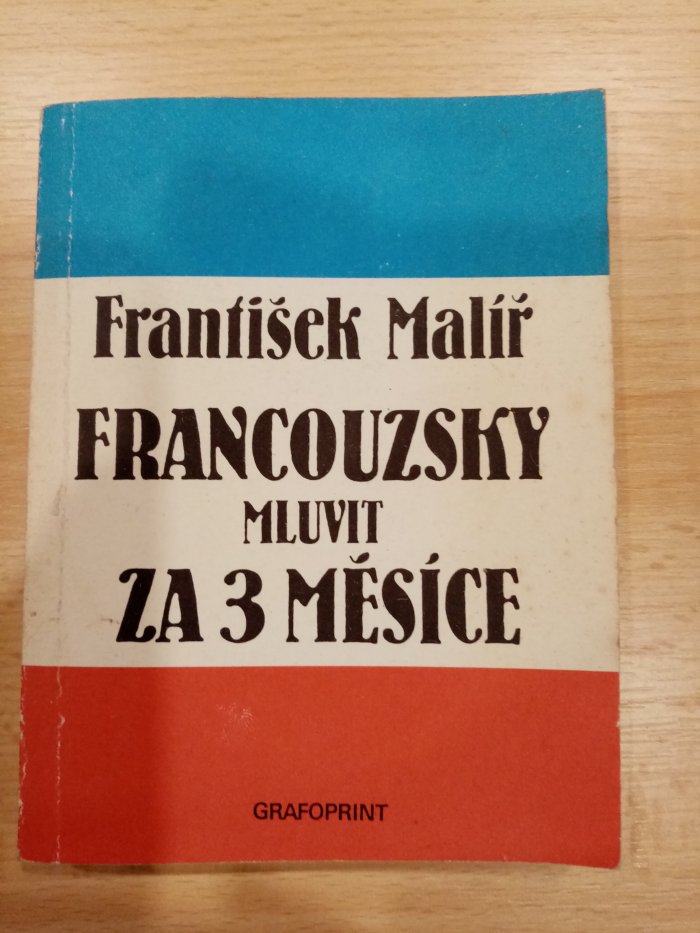 František Malíř
FRANCOUZSKY
MLUVIT
ZA 3 MĚSÍCE
GRAFOPRINT